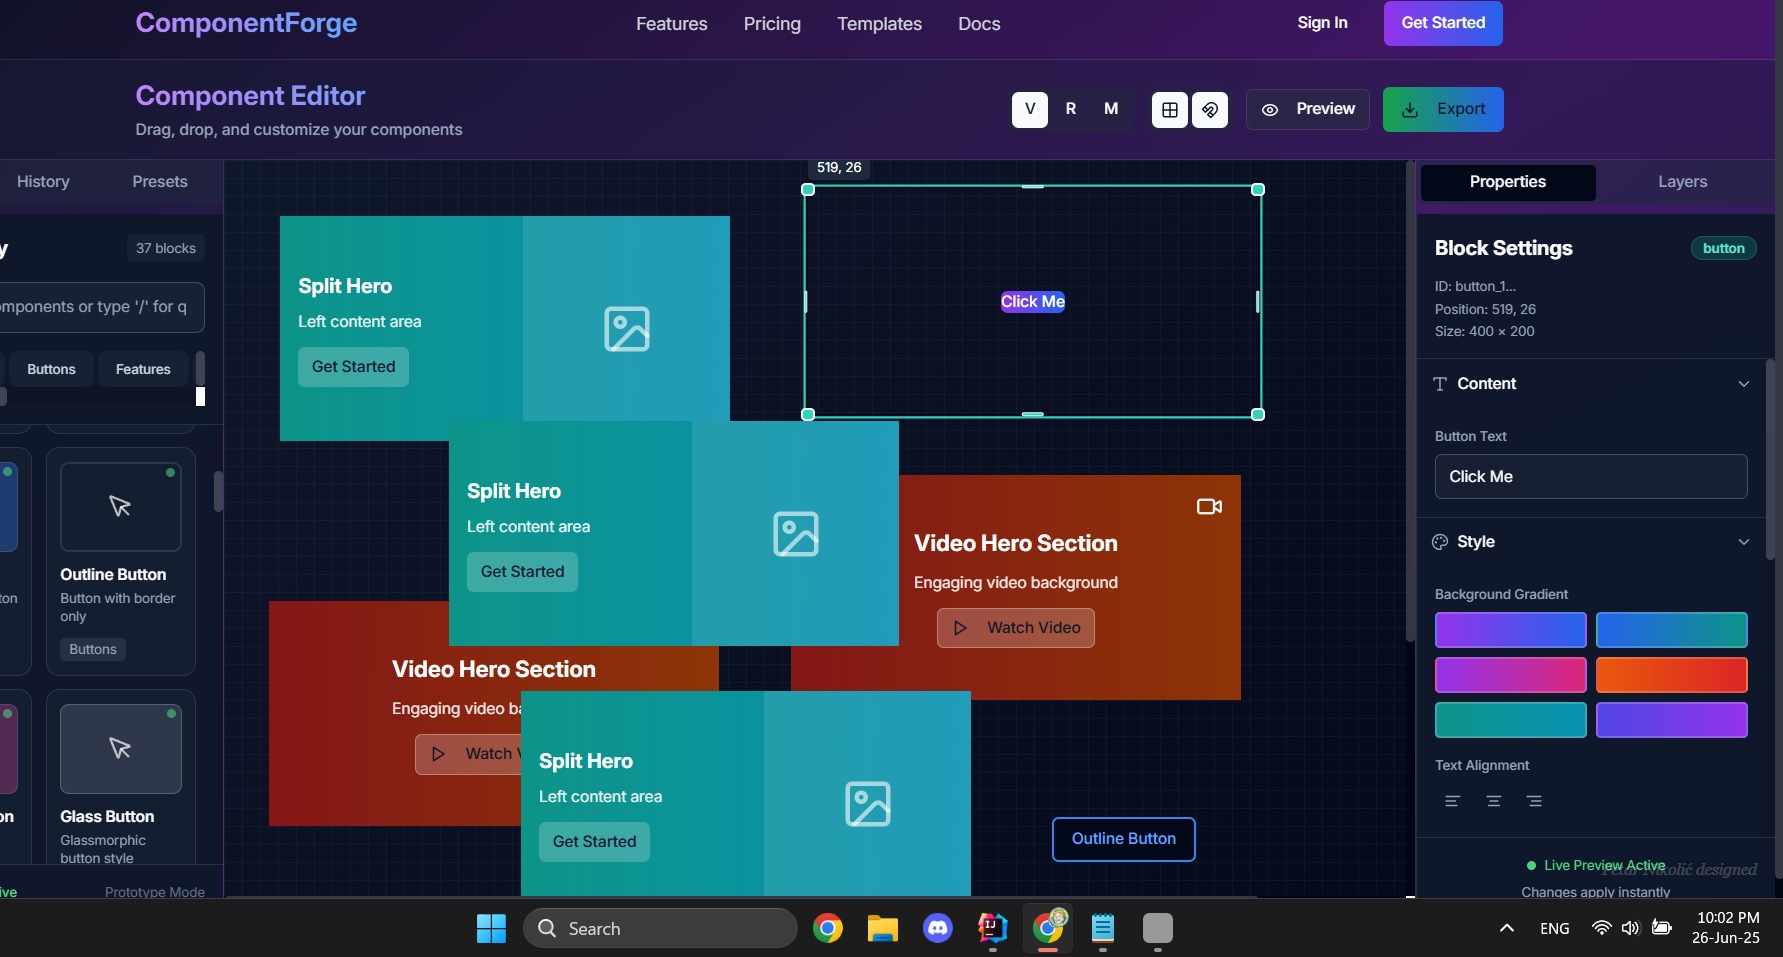 ComponentForge
Features Pricing Templates Docs
Sign In
Get Started
Component Editor
Drag, drop, and customize your components
V R M
Preview
Export
History Presets
y
37 blocks
mponents or type '/' for q
Buttons Features
Outline Button
Button with border
only
Buttons
ton
on
Glass Button
Glassmorphic
button style
ive
Prototype Mode
519, 26
Click Me
Split Hero
Left content area
Get Started
Split Hero
Left content area
Get Started
Video Hero Section
Engaging video background
Watch Video
Video Hero Section
Engaging video ba
Watch V
Split Hero
Left content area
Get Started
Outline Button
Properties Layers
Block Settings
button
ID: button_1...
Position: 519, 26
Size: 400 × 200
Content
Button Text
Click Me
Style
Background Gradient
Text Alignment
Live Preview Active
Petar Nikolić designed
Changes apply instantly
Search
ENG
10:02 PM
26-Jun-25